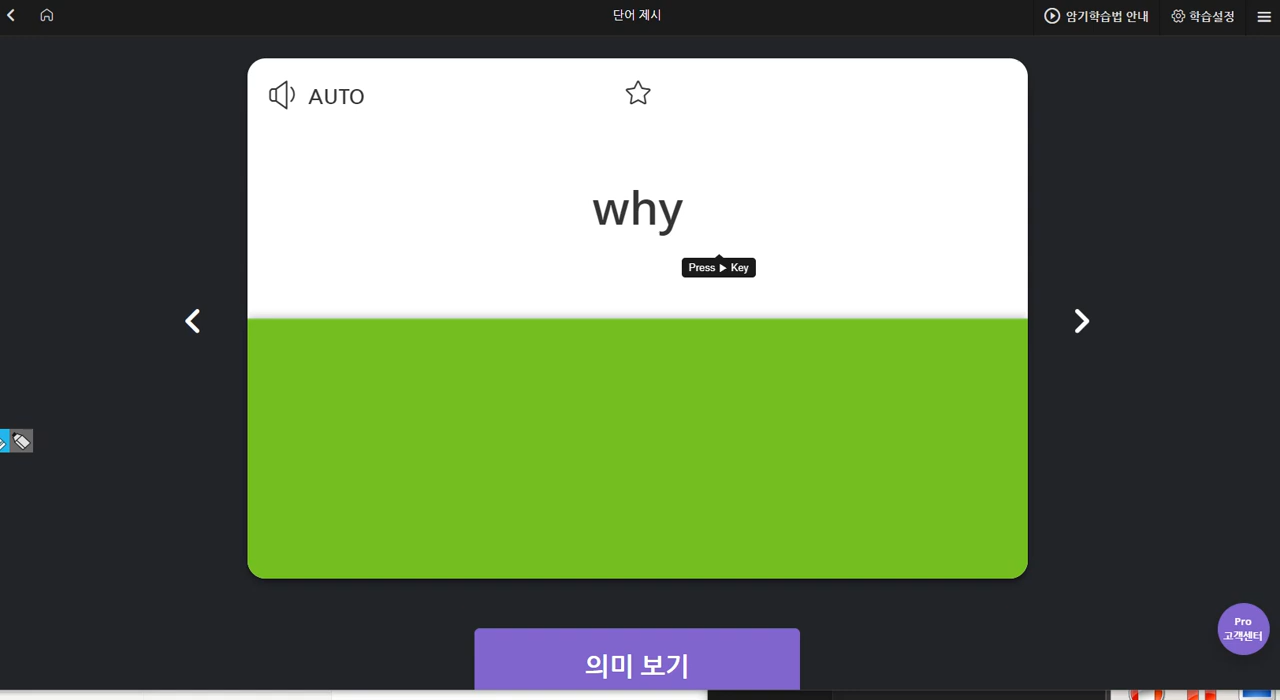 단어 제시
암기학습법 안내
학습설정
AUTO
why
Press ▶ Key
의미 보기
Pro
고객센터